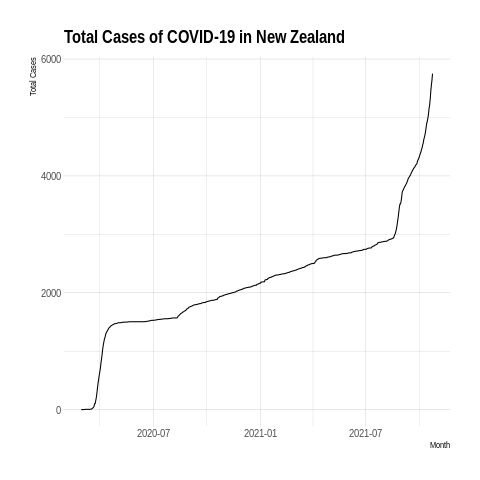 Total Cases of COVID-19 in New Zealand
Total Cases
6000
4000
2000
0
2020-07
2021-01
2021-07
Month